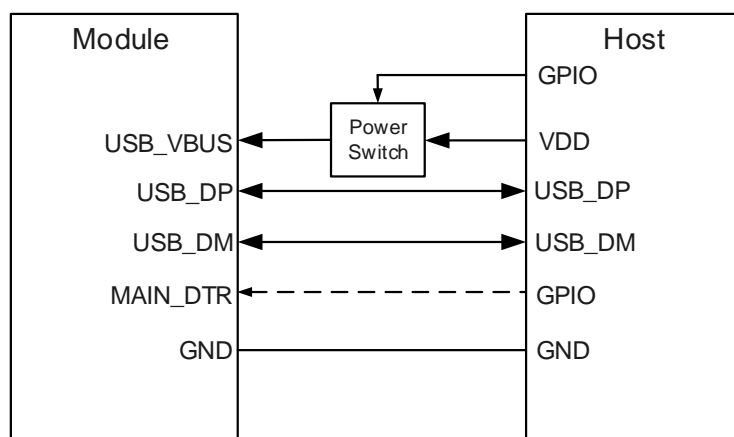 Module
Host
GPIO
Power
Switch
USB_VBUS
VDD
USB_DP
USB_DP
USB_DM
USB_DM
MAIN_DTR
GPIO
GND
GND